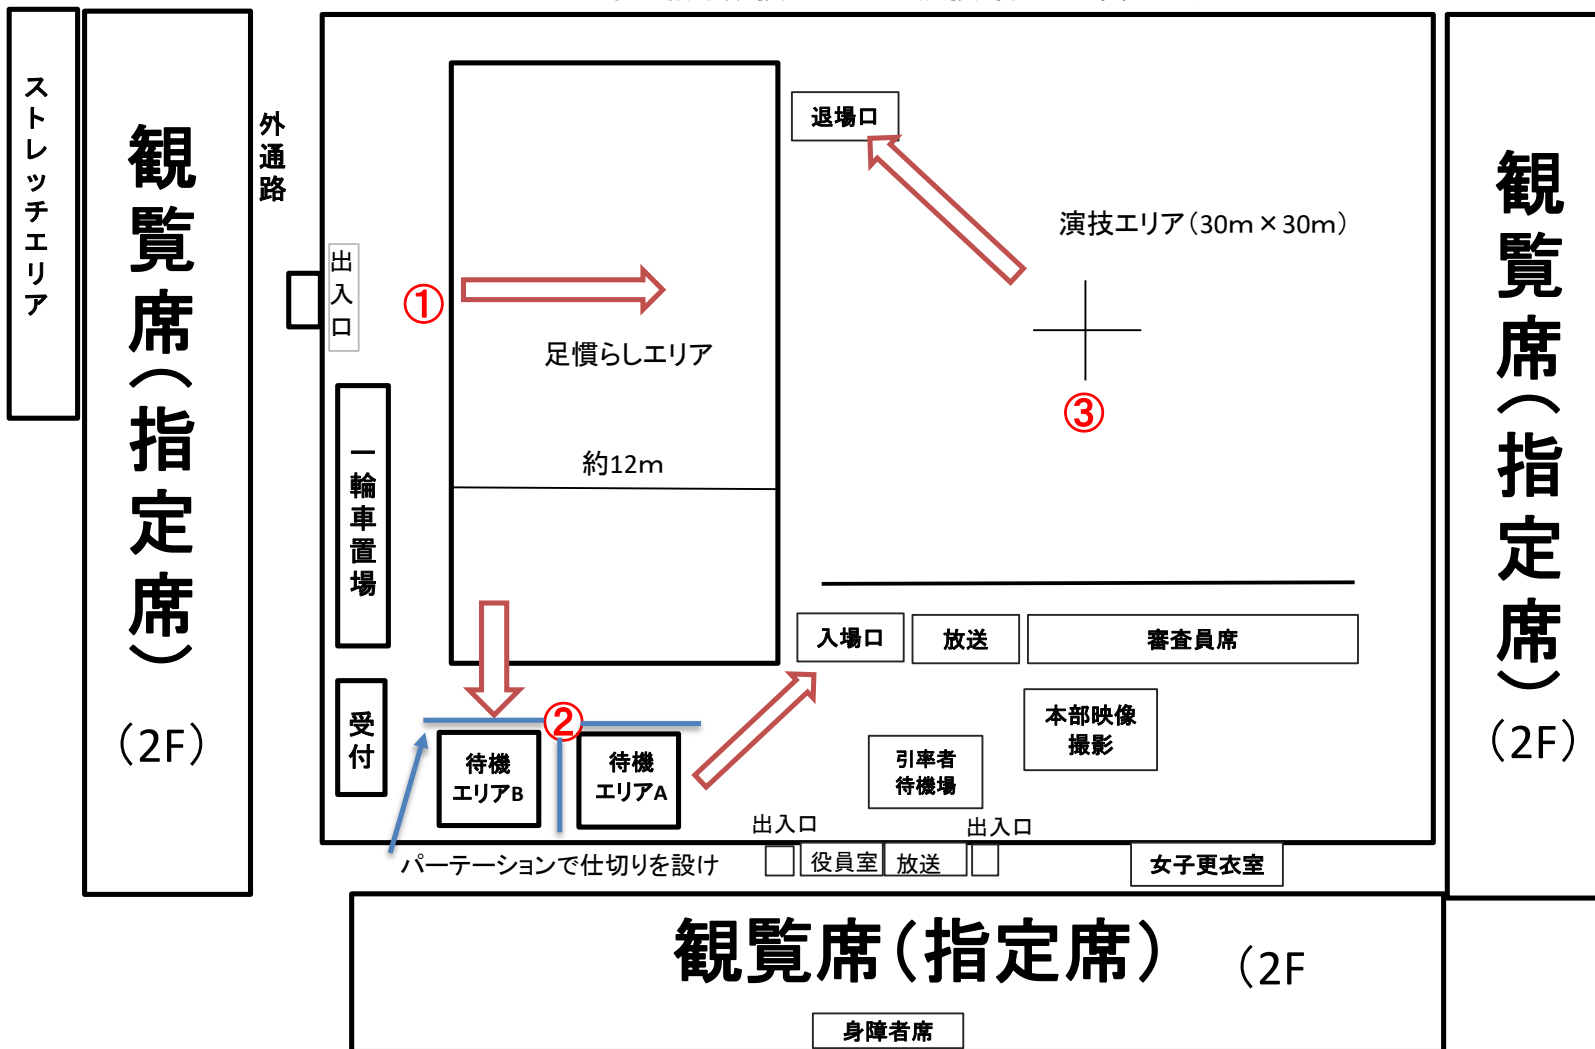 ストレッチエリア
観覧席（指定席）
（2F）
外通路
出入口
①
足慣らしエリア
約12m
一輪車置場
受付
退場口
演技エリア（30m×30m）
③
入場口
放送
審査員席
②
待機
エリアB
待機
エリアA
本部映像
撮影
引率者
待機場
パーテーションで仕切りを設け
出入口
役員室
放送
出入口
女子更衣室
観覧席（指定席）
（2F）
観覧席（指定席）
（2F
身障者席